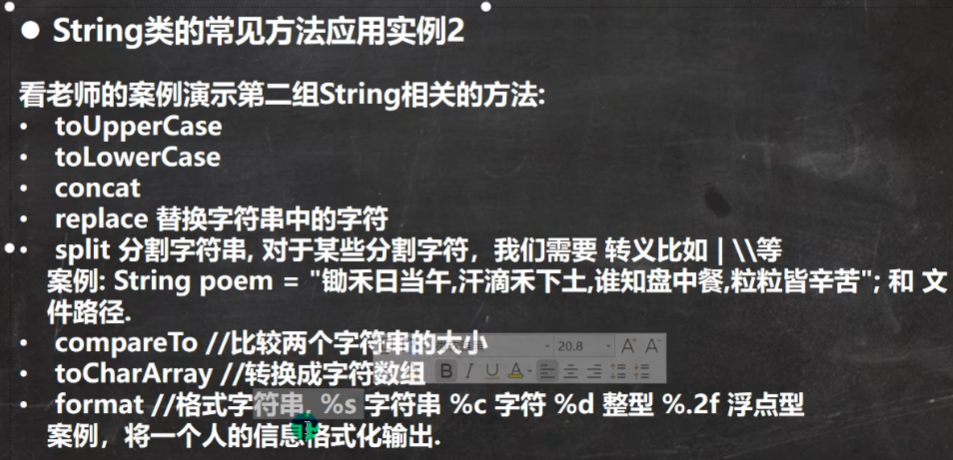 ● String类的常见方法应用实例2
看老师的案例演示第二组String相关的方法:
• toUpperCase
• toLowerCase
• concat
• replace 替换字符串中的字符
• split 分割字符串, 对于某些分割字符，我们需要 转义比如 | \\等
案例: String poem = "锄禾日当午,汗滴禾下土,谁知盘中餐,粒粒皆辛苦"; 和 文
件路径.
• compareTo //比较两个字符串的大小
20.8 A+ A-
• toCharArray //转换成字符数组
B I U A
• format //格式字符串, %s 字符串 %c 字符 %d 整型 %.2f 浮点型
案例，将一个人的信息格式化输出.